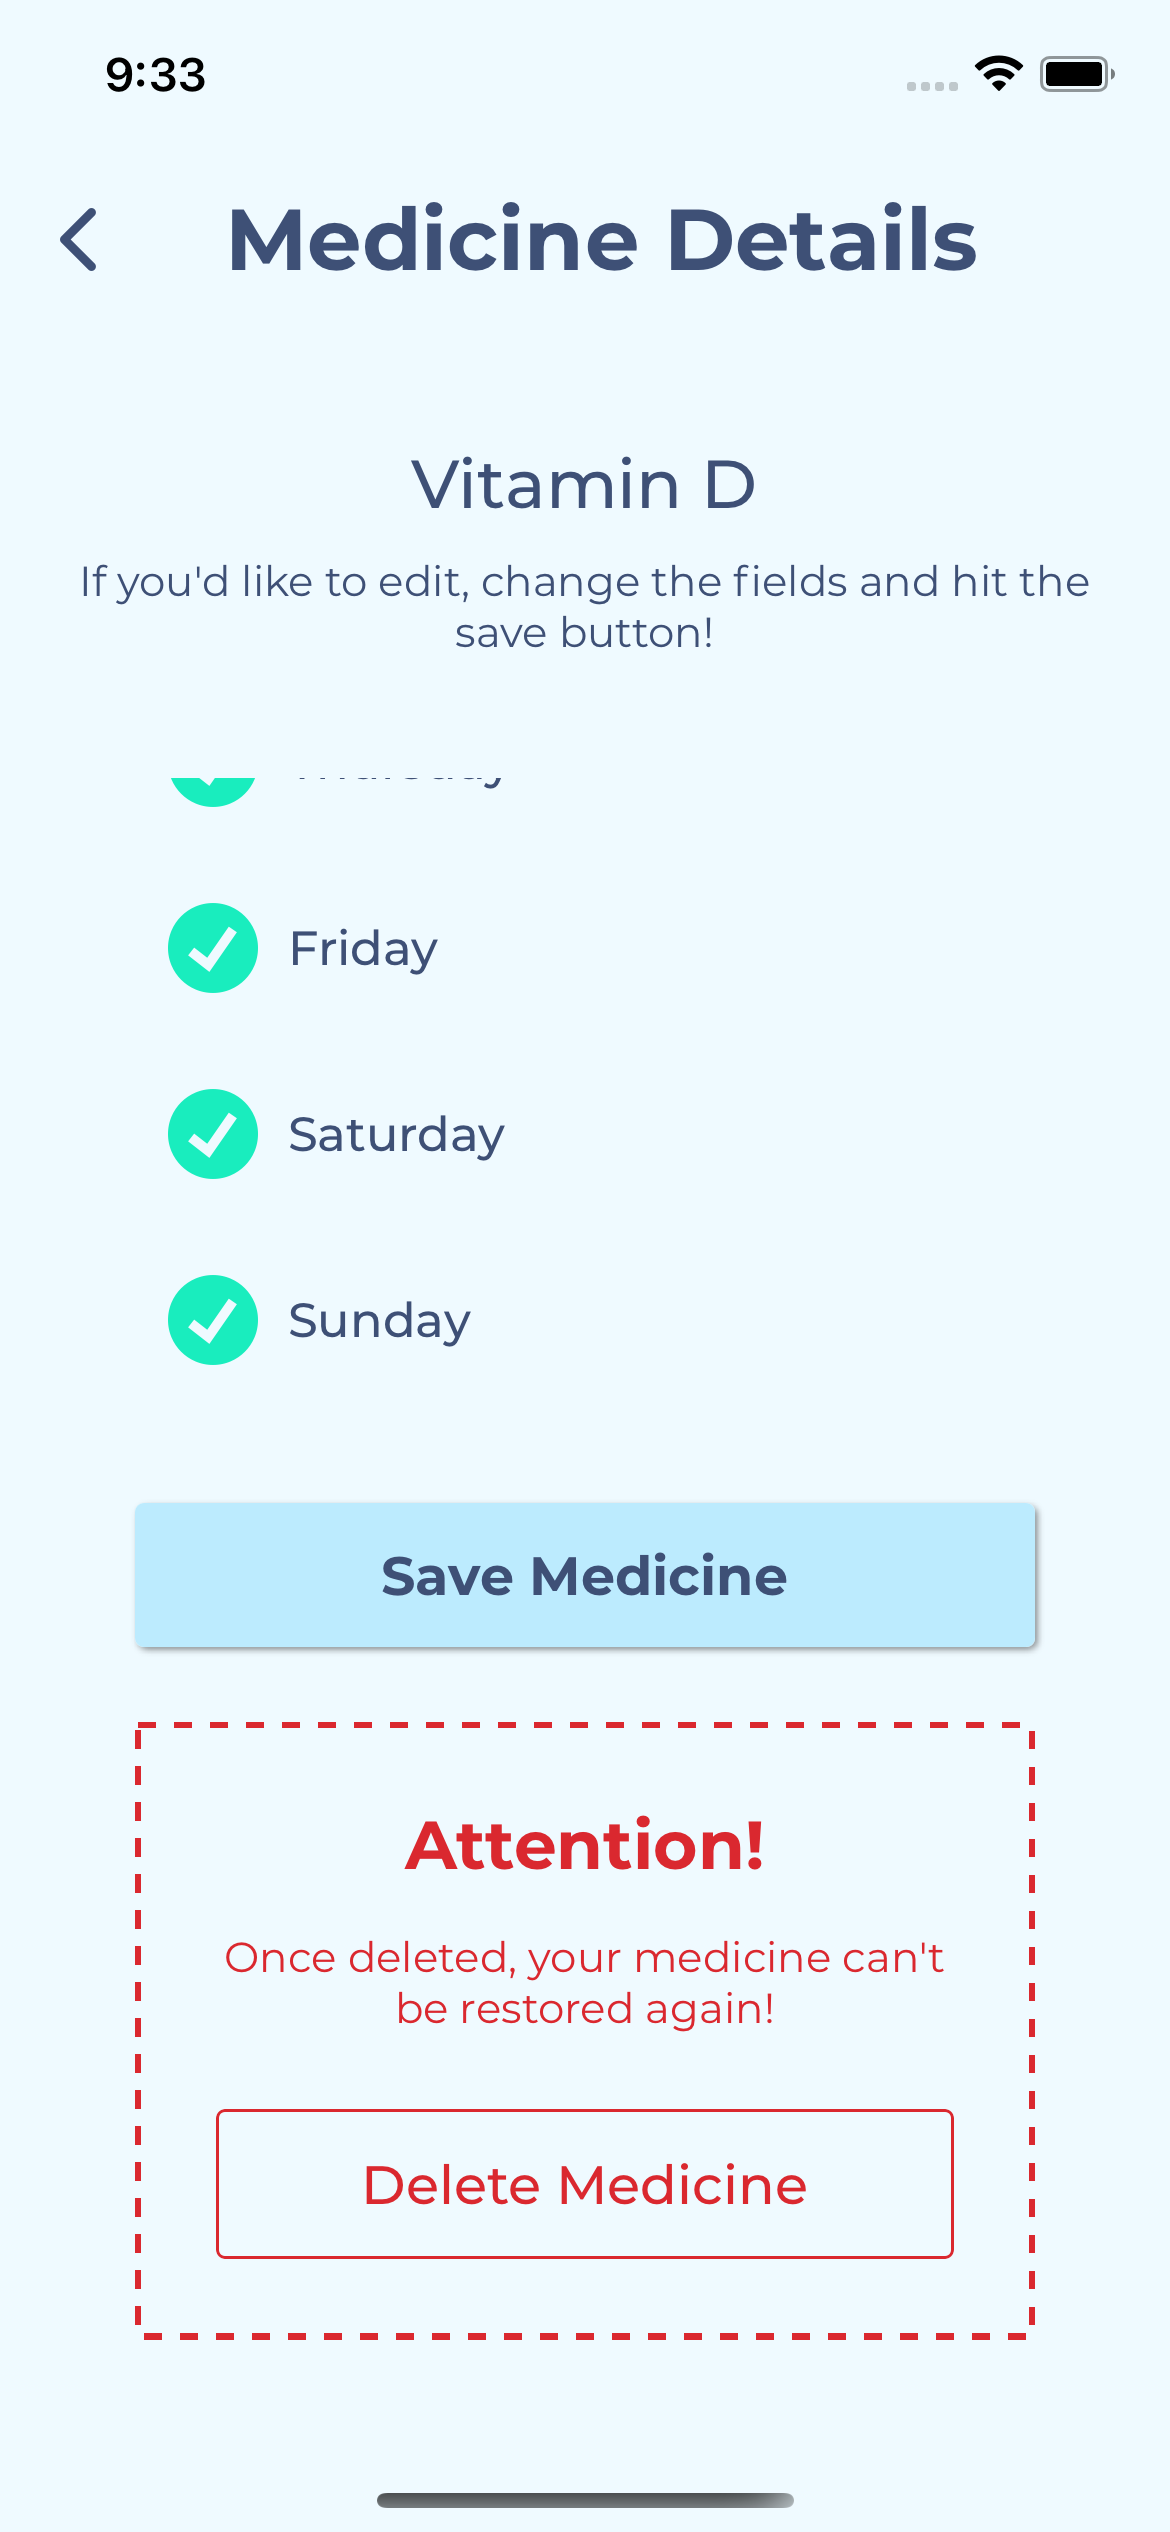 9:33
Medicine Details
Vitamin D
If you'd like to edit, change the fields and hit the
save button!
Friday
Saturday
Sunday
Save Medicine
Attention!
Once deleted, your medicine can't
be restored again!
Delete Medicine